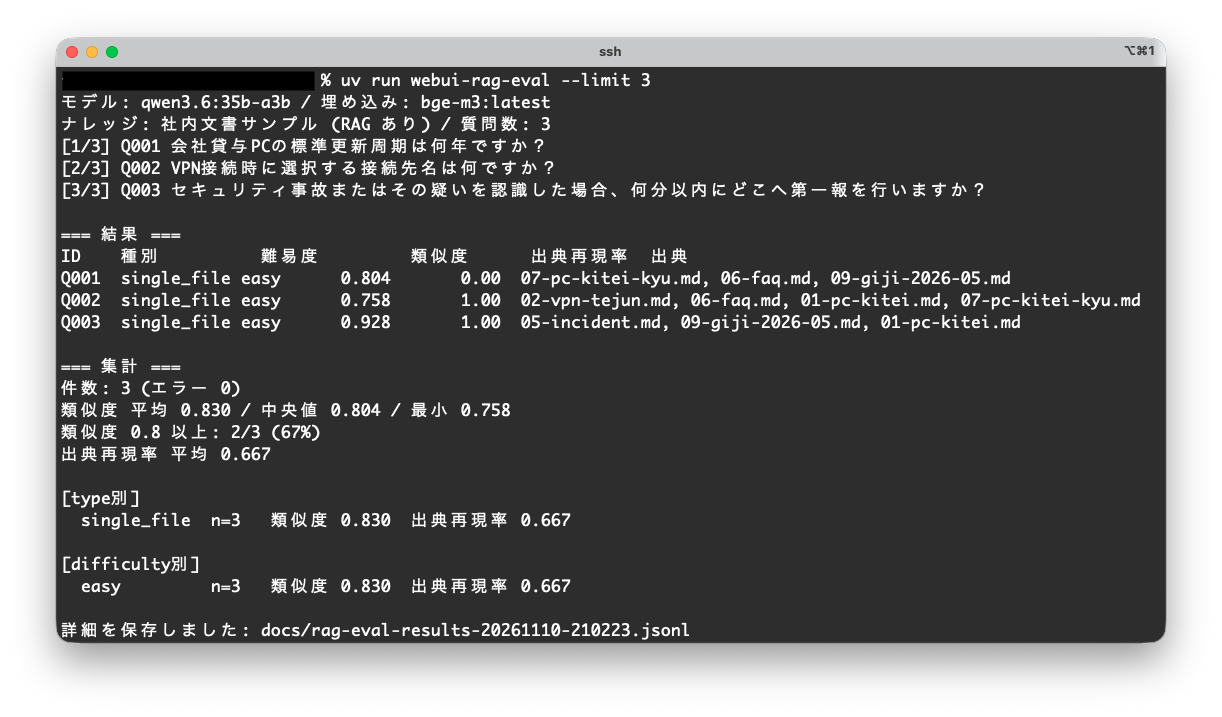 ssh
⌥⌘1
% uv run webui-rag-eval --limit 3
モデル: qwen3.6:35b-a3b / 埋め込み: bge-m3:latest
ナレッジ: 社内文書サンプル (RAG あり) / 質問数: 3
[1/3] Q001 会社貸与PCの標準更新周期は何年ですか？
[2/3] Q002 VPN接続時に選択する接続先名は何ですか？
[3/3] Q003 セキュリティ事故またはその疑いを認識した場合、何分以内にどこへ第一報を行いますか？
=== 結果 ===
ID 種別 難易度 類似度 出典再現率 出典
Q001 single_file easy 0.804 0.00 07-pc-kitei-kyu.md, 06-faq.md, 09-giji-2026-05.md
Q002 single_file easy 0.758 1.00 02-vpn-tejun.md, 06-faq.md, 01-pc-kitei.md, 07-pc-kitei-kyu.md
Q003 single_file easy 0.928 1.00 05-incident.md, 09-giji-2026-05.md, 01-pc-kitei.md
=== 集計 ===
件数: 3 (エラー 0)
類似度 平均 0.830 / 中央値 0.804 / 最小 0.758
類似度 0.8 以上: 2/3 (67%)
出典再現率 平均 0.667
[type別]
single_file n=3 類似度 0.830 出典再現率 0.667
[difficulty別]
easy n=3 類似度 0.830 出典再現率 0.667
詳細を保存しました: docs/rag-eval-results-20261110-210223.jsonl